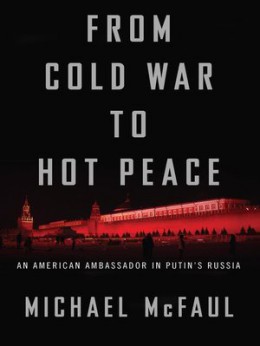 FROM
COLD WAR
TO
HOT PEACE
AN AMERICAN AMBASSADOR IN PUTIN'S RUSSIA
MICHAEL McFAUL